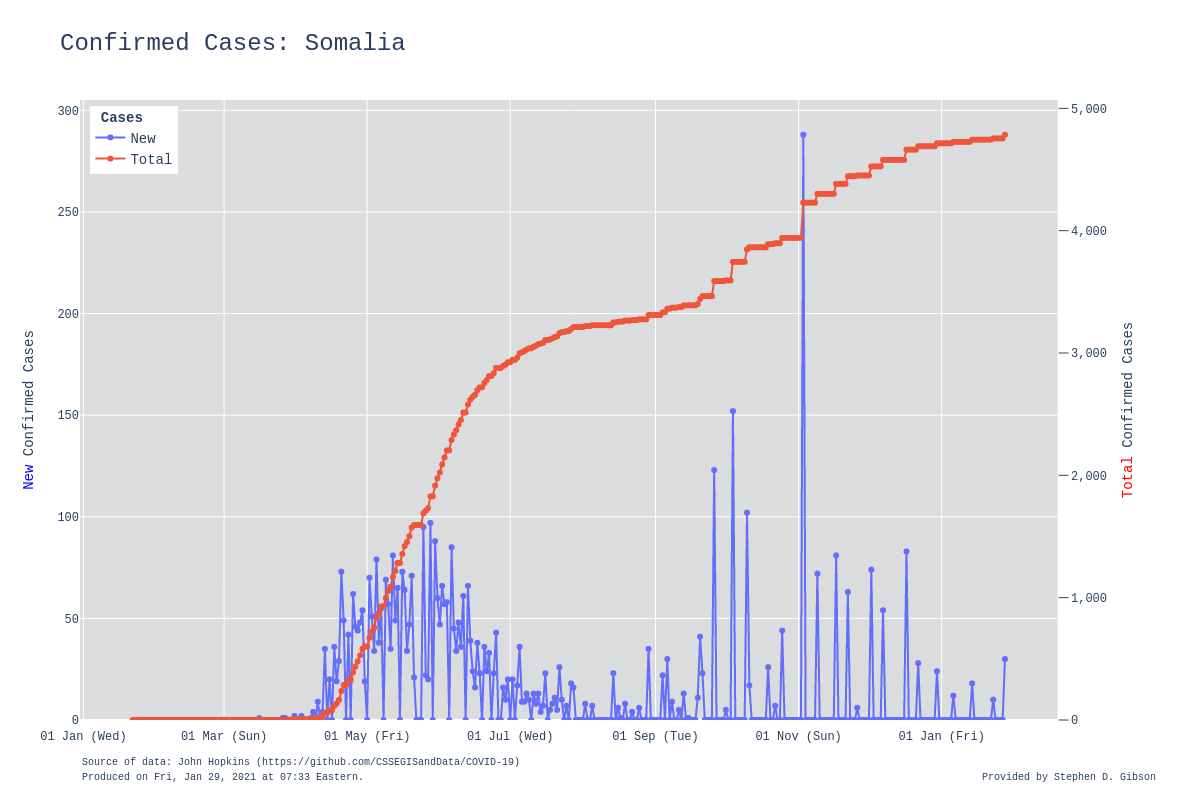 Confirmed Cases: Somalia
Cases
New
Total
300
250
200
150
100
50
0
5,000
4,000
3,000
2,000
1,000
0
New Confirmed Cases
Total Confirmed Cases
01 Jan (Wed) 01 Mar (Sun) 01 May (Fri) 01 Jul (Wed) 01 Sep (Tue) 01 Nov (Sun) 01 Jan (Fri)
Source of data: John Hopkins (https://github.com/CSSEGISandData/COVID-19)
Produced on Fri, Jan 29, 2021 at 07:33 Eastern.
Provided by Stephen D. Gibson